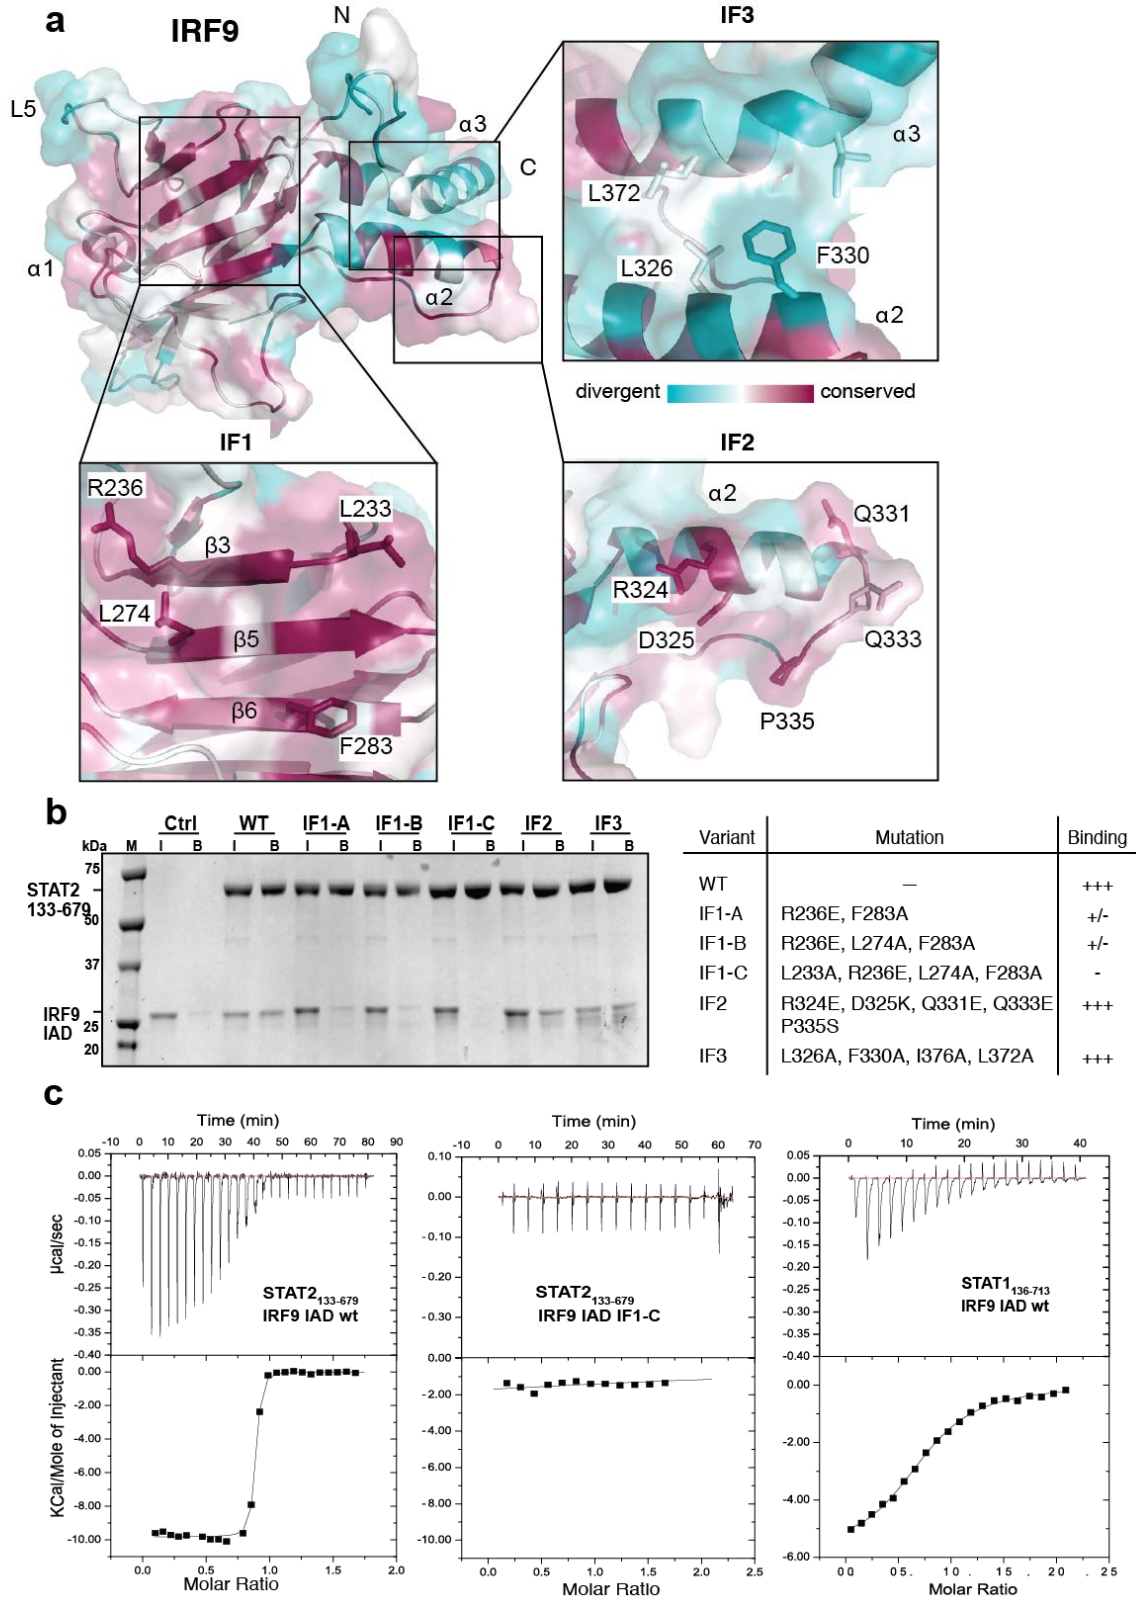 a
IRF9
N
L5
α1
α2
α3
C
IF3
L372
L326
F330
α3
α2
divergent
conserved
IF1
R236
L233
β3
L274
β5
β6
F283
IF2
α2
Q331
R324
D325
Q333
P335
b
Ctrl WT IF1-A IF1-B IF1-C IF2 IF3
kDa M I B I B I B I B I B I B I B
75
STAT2
133-679
50
37
IRF9
IAD
25
20
Variant Mutation Binding
WT — +++
IF1-A R236E, F283A +/-
IF1-B R236E, L274A, F283A +/-
IF1-C L233A, R236E, L274A, F283A -
IF2 R324E, D325K, Q331E, Q333E +++
P335S
IF3 L326A, F330A, I376A, L372A +++
c
Time (min)
-10 0 10 20 30 40 50 60 70 80 90
0.05
0.00
-0.05
-0.10
-0.15
-0.20
-0.25
-0.30
-0.35
-0.40
µcal/sec
STAT2133-679
IRF9 IAD wt
0.00
-2.00
-4.00
-6.00
-8.00
-10.00
KCal/Mole of Injectant
0.0 0.5 1.0 1.5 2.0
Molar Ratio
Time (min)
-10 0 10 20 30 40 50 60 70
0.10
0.00
-0.10
-0.20
-0.30
STAT2133-679
IRF9 IAD IF1-C
0.00
-2.00
-4.00
-6.00
-8.00
-10.00
0.0 0.5 1.0 1.5 2.0 2.5
Molar Ratio
Time (min)
0 10 20 30 40
0.05
0.00
-0.05
-0.10
-0.15
-0.20
-0.25
-0.30
-0.35
-0.40
STAT1136-713
IRF9 IAD wt
0.00
-2.00
-4.00
-6.00
0 0 0 5 . 1 0 1 5 . 2 0 . 2 5
Molar Ratio